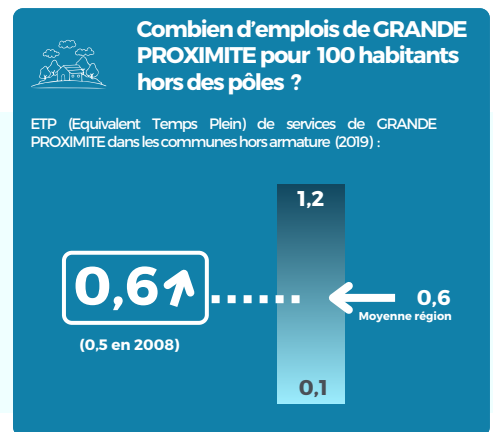 Combien d'emplois de GRANDE
PROXIMITE pour 100 habitants
hors des pôles ?
ETP (Equivalent Temps Plein) de services de GRANDE
PROXIMITE dans les communes hors armature (2019) :
1,2
0,6
0,6
Moyenne région
(0,5 en 2008)
0,1